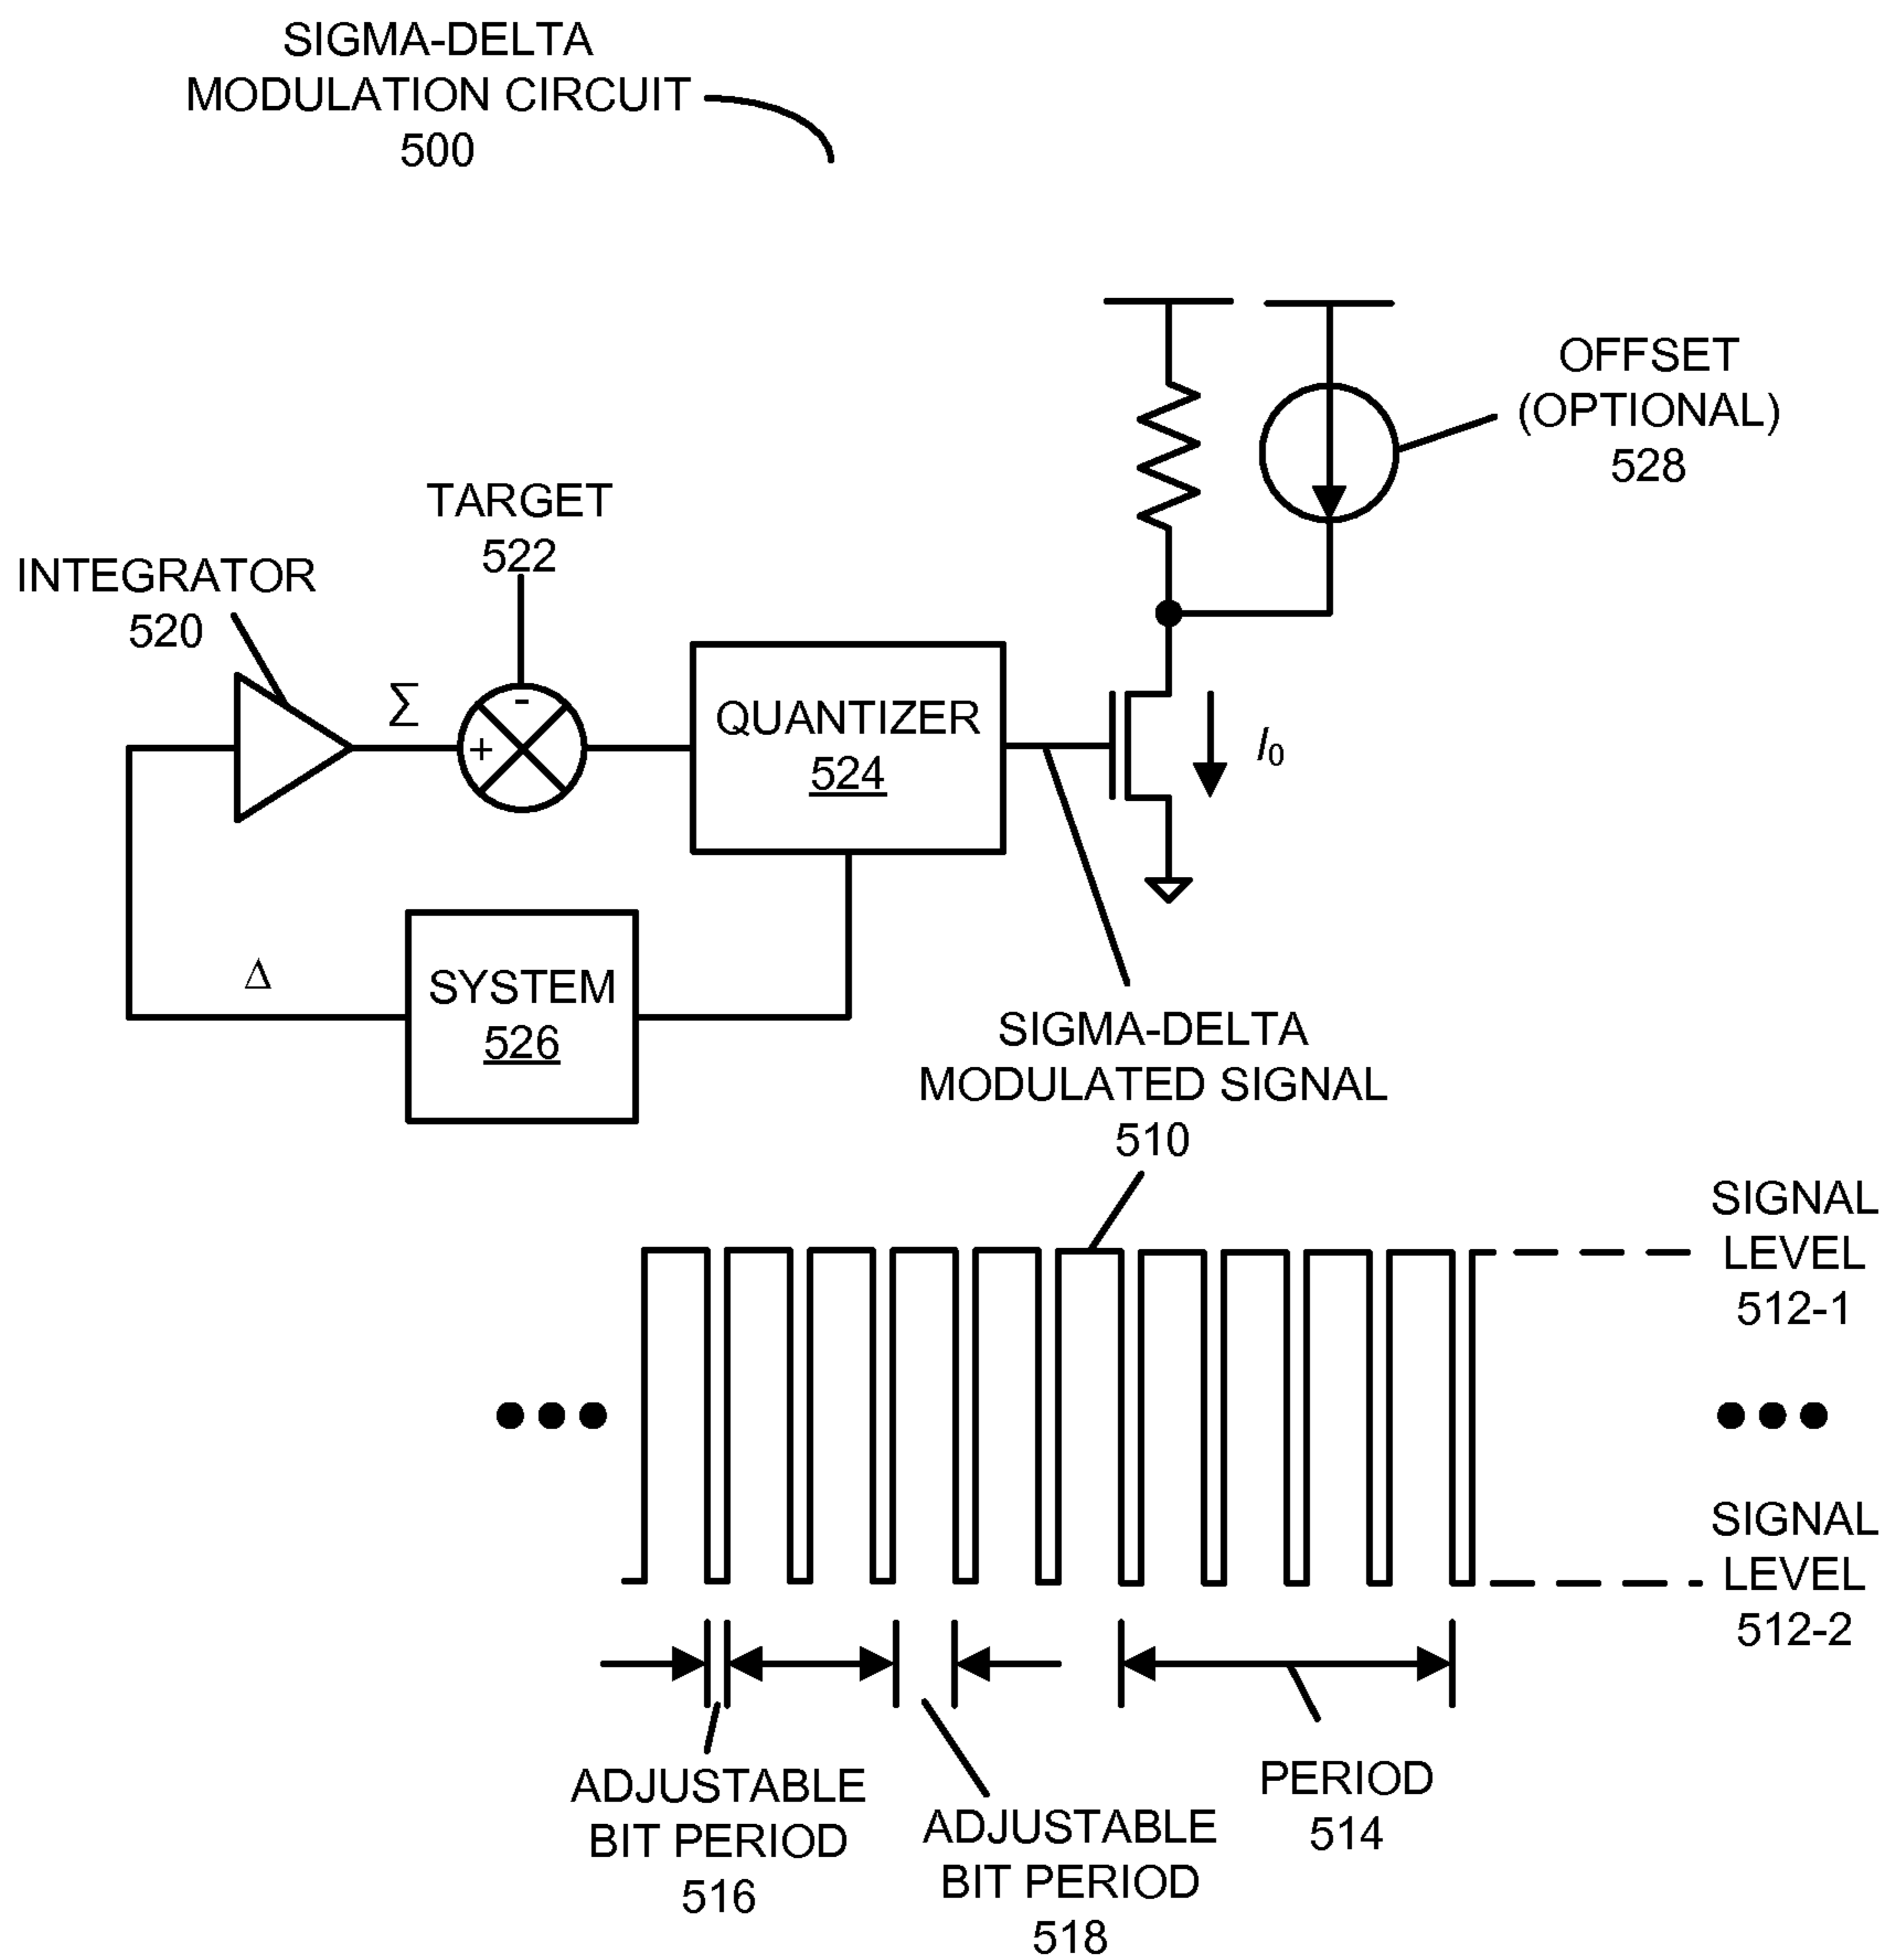 SIGMA-DELTA
MODULATION CIRCUIT
500
OFFSET
(OPTIONAL)
528
TARGET
522
INTEGRATOR
520
Σ
-
+
QUANTIZER
524
I0
Δ
SYSTEM
526
SIGMA-DELTA
MODULATED SIGNAL
510
SIGNAL
LEVEL
512-1
SIGNAL
LEVEL
512-2
ADJUSTABLE
BIT PERIOD
516
ADJUSTABLE
BIT PERIOD
518
PERIOD
514